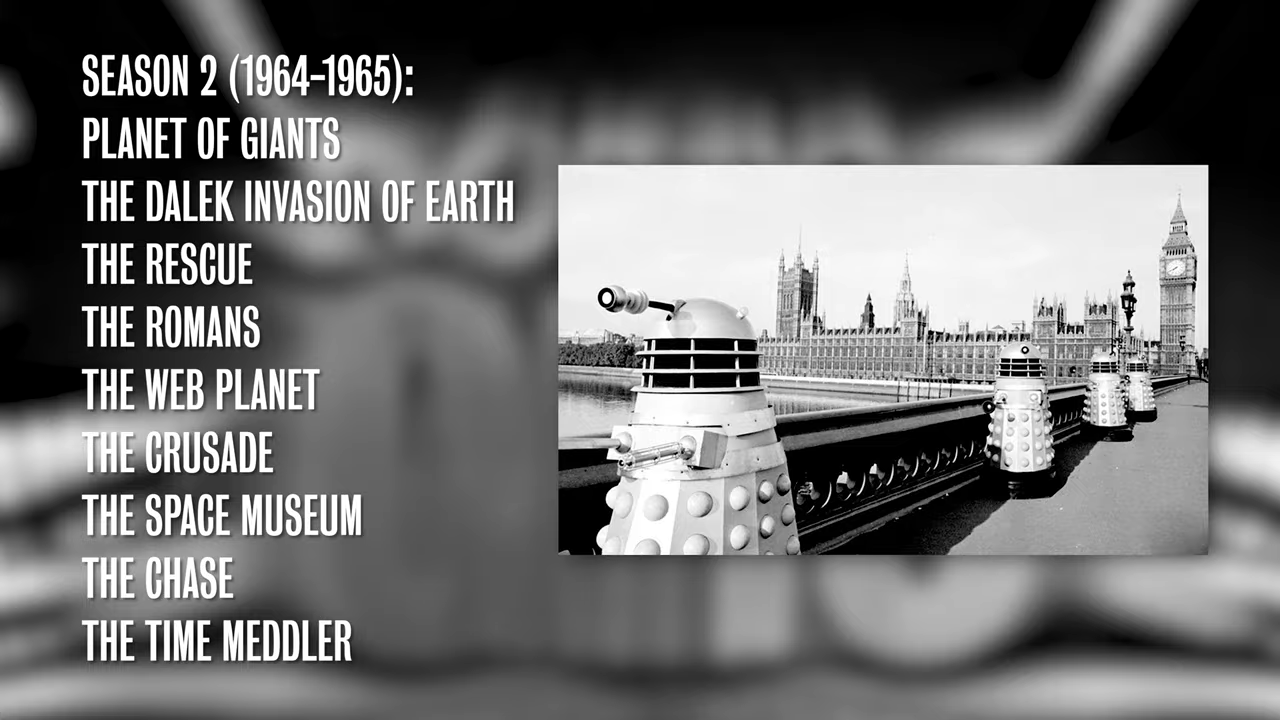 SEASON 2 (1964–1965):
PLANET OF GIANTS
THE DALEK INVASION OF EARTH
THE RESCUE
THE ROMANS
THE WEB PLANET
THE CRUSADE
THE SPACE MUSEUM
THE CHASE
THE TIME MEDDLER